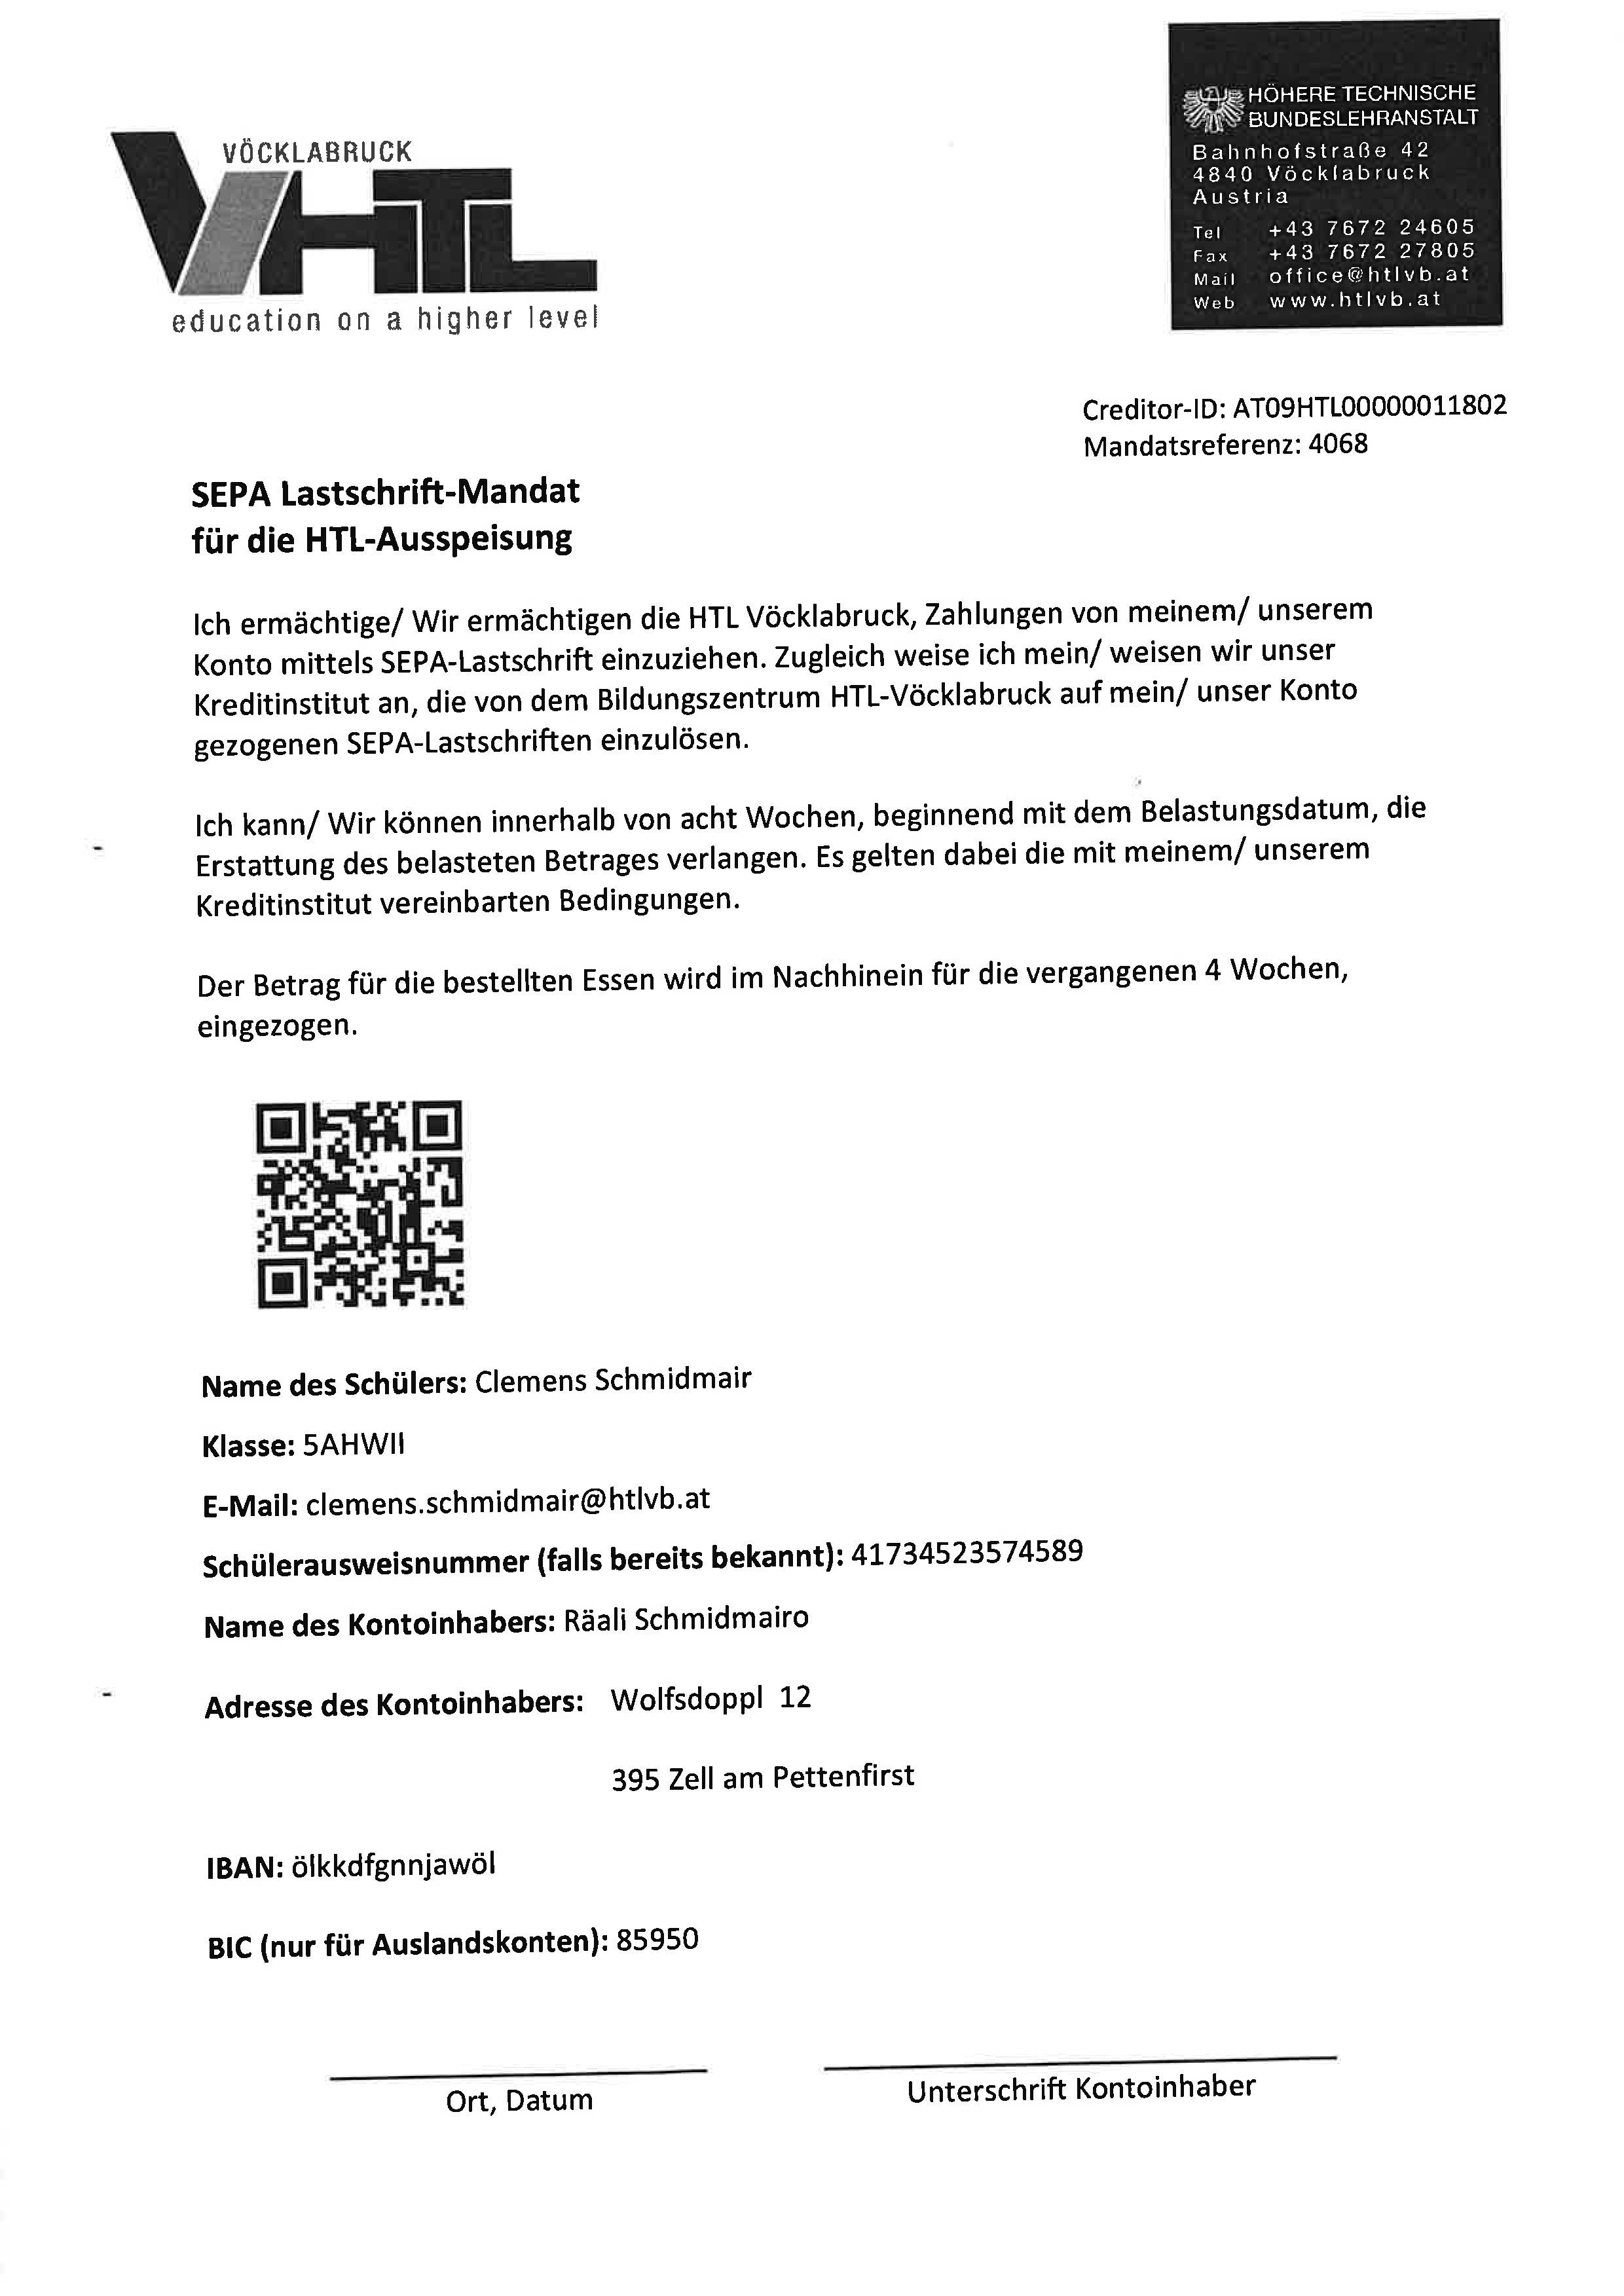 VÖCKLABRUCK
VHTL
education on a higher level
HÖHERE TECHNISCHE
BUNDESLEHRANSTALT
Bahnhofstraße 42
4840 Vöcklabruck
Austria
Tel +43 7672 24605
Fax +43 7672 27805
Mail office@htlvb.at
Web www.htlvb.at
Creditor-ID: AT09HTL00000011802
Mandatsreferenz: 4068
SEPA Lastschrift-Mandat
für die HTL-Ausspeisung
Ich ermächtige/ Wir ermächtigen die HTL Vöcklabruck, Zahlungen von meinem/ unserem
Konto mittels SEPA-Lastschrift einzuziehen. Zugleich weise ich mein/ weisen wir unser
Kreditinstitut an, die von dem Bildungszentrum HTL-Vöcklabruck auf mein/ unser Konto
gezogenen SEPA-Lastschriften einzulösen.
Ich kann/ Wir können innerhalb von acht Wochen, beginnend mit dem Belastungsdatum, die
Erstattung des belasteten Betrages verlangen. Es gelten dabei die mit meinem/ unserem
Kreditinstitut vereinbarten Bedingungen.
Der Betrag für die bestellten Essen wird im Nachhinein für die vergangenen 4 Wochen,
eingezogen.
Name des Schülers: Clemens Schmidmair
Klasse: 5AHWII
E-Mail: clemens.schmidmair@htlvb.at
Schülerausweisnummer (falls bereits bekannt): 41734523574589
Name des Kontoinhabers: Räali Schmidmairo
Adresse des Kontoinhabers: Wolfsdoppl 12
395 Zell am Pettenfirst
IBAN: ölkkdfgnnjawöl
BIC (nur für Auslandskonten): 85950
Ort, Datum
Unterschrift Kontoinhaber